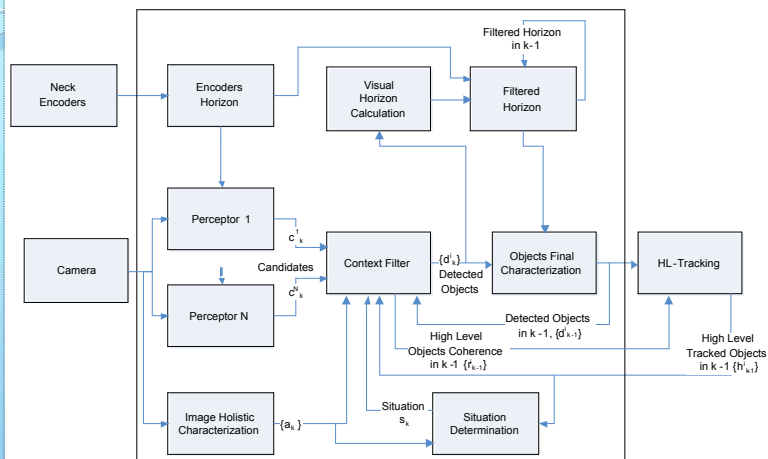 Filtered Horizon
in k-1
Neck
Encoders
Encoders
Horizon
Visual
Horizon
Calculation
Filtered
Horizon
Perceptor 1
c¹ₖ
Camera
Candidates
Context Filter
{dⁱₖ}
Detected
Objects
Objects Final
Characterization
HL-Tracking
Perceptor N
cᴺₖ
Detected Objects
in k-1, {dⁱₖ₋₁}
High Level
Objects Coherence
in k-1 {rⁱₖ₋₁}
High Level
Tracked Objects
in k-1 {hⁱₖ₋₁}
Image Holistic
Characterization
{aₖ}
Situation
sₖ
Situation
Determination